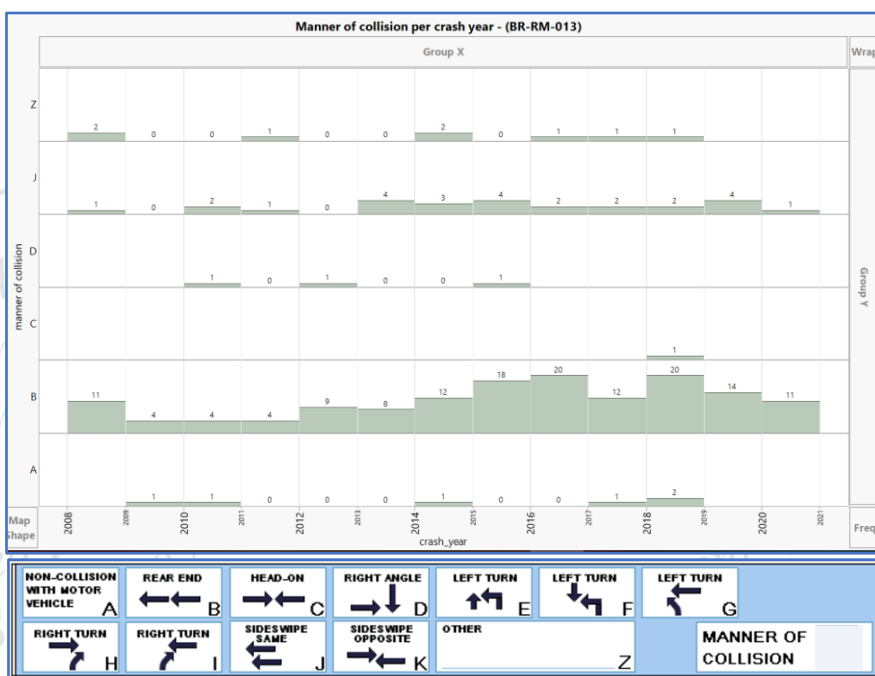 Manner of collision per crash year - (BR-RM-013)
Group X
Wrap
Z
2 0 0 1 0 0 2 0 1 1 1
J
1 0 2 1 0 4 3 4 2 2 2 4 1
D
1 0 1 0 0 1
C
1
B
11 4 4 4 9 8 12 18 20 12 20 14 11
A
1 1 0 0 0 1 0 0 1 2
manner of collision
Group Y
Map
Shape
2008 2009 2010 2011 2012 2013 2014 2015 2016 2017 2018 2019 2020 2021
Freq
crash_year
NON-COLLISION
WITH MOTOR
VEHICLE A
REAR END
B
HEAD-ON
C
RIGHT ANGLE
D
LEFT TURN
E
LEFT TURN
F
LEFT TURN
G
RIGHT TURN
H
RIGHT TURN
I
SIDESWIPE
SAME
J
SIDESWIPE
OPPOSITE
K
OTHER
Z
MANNER OF
COLLISION